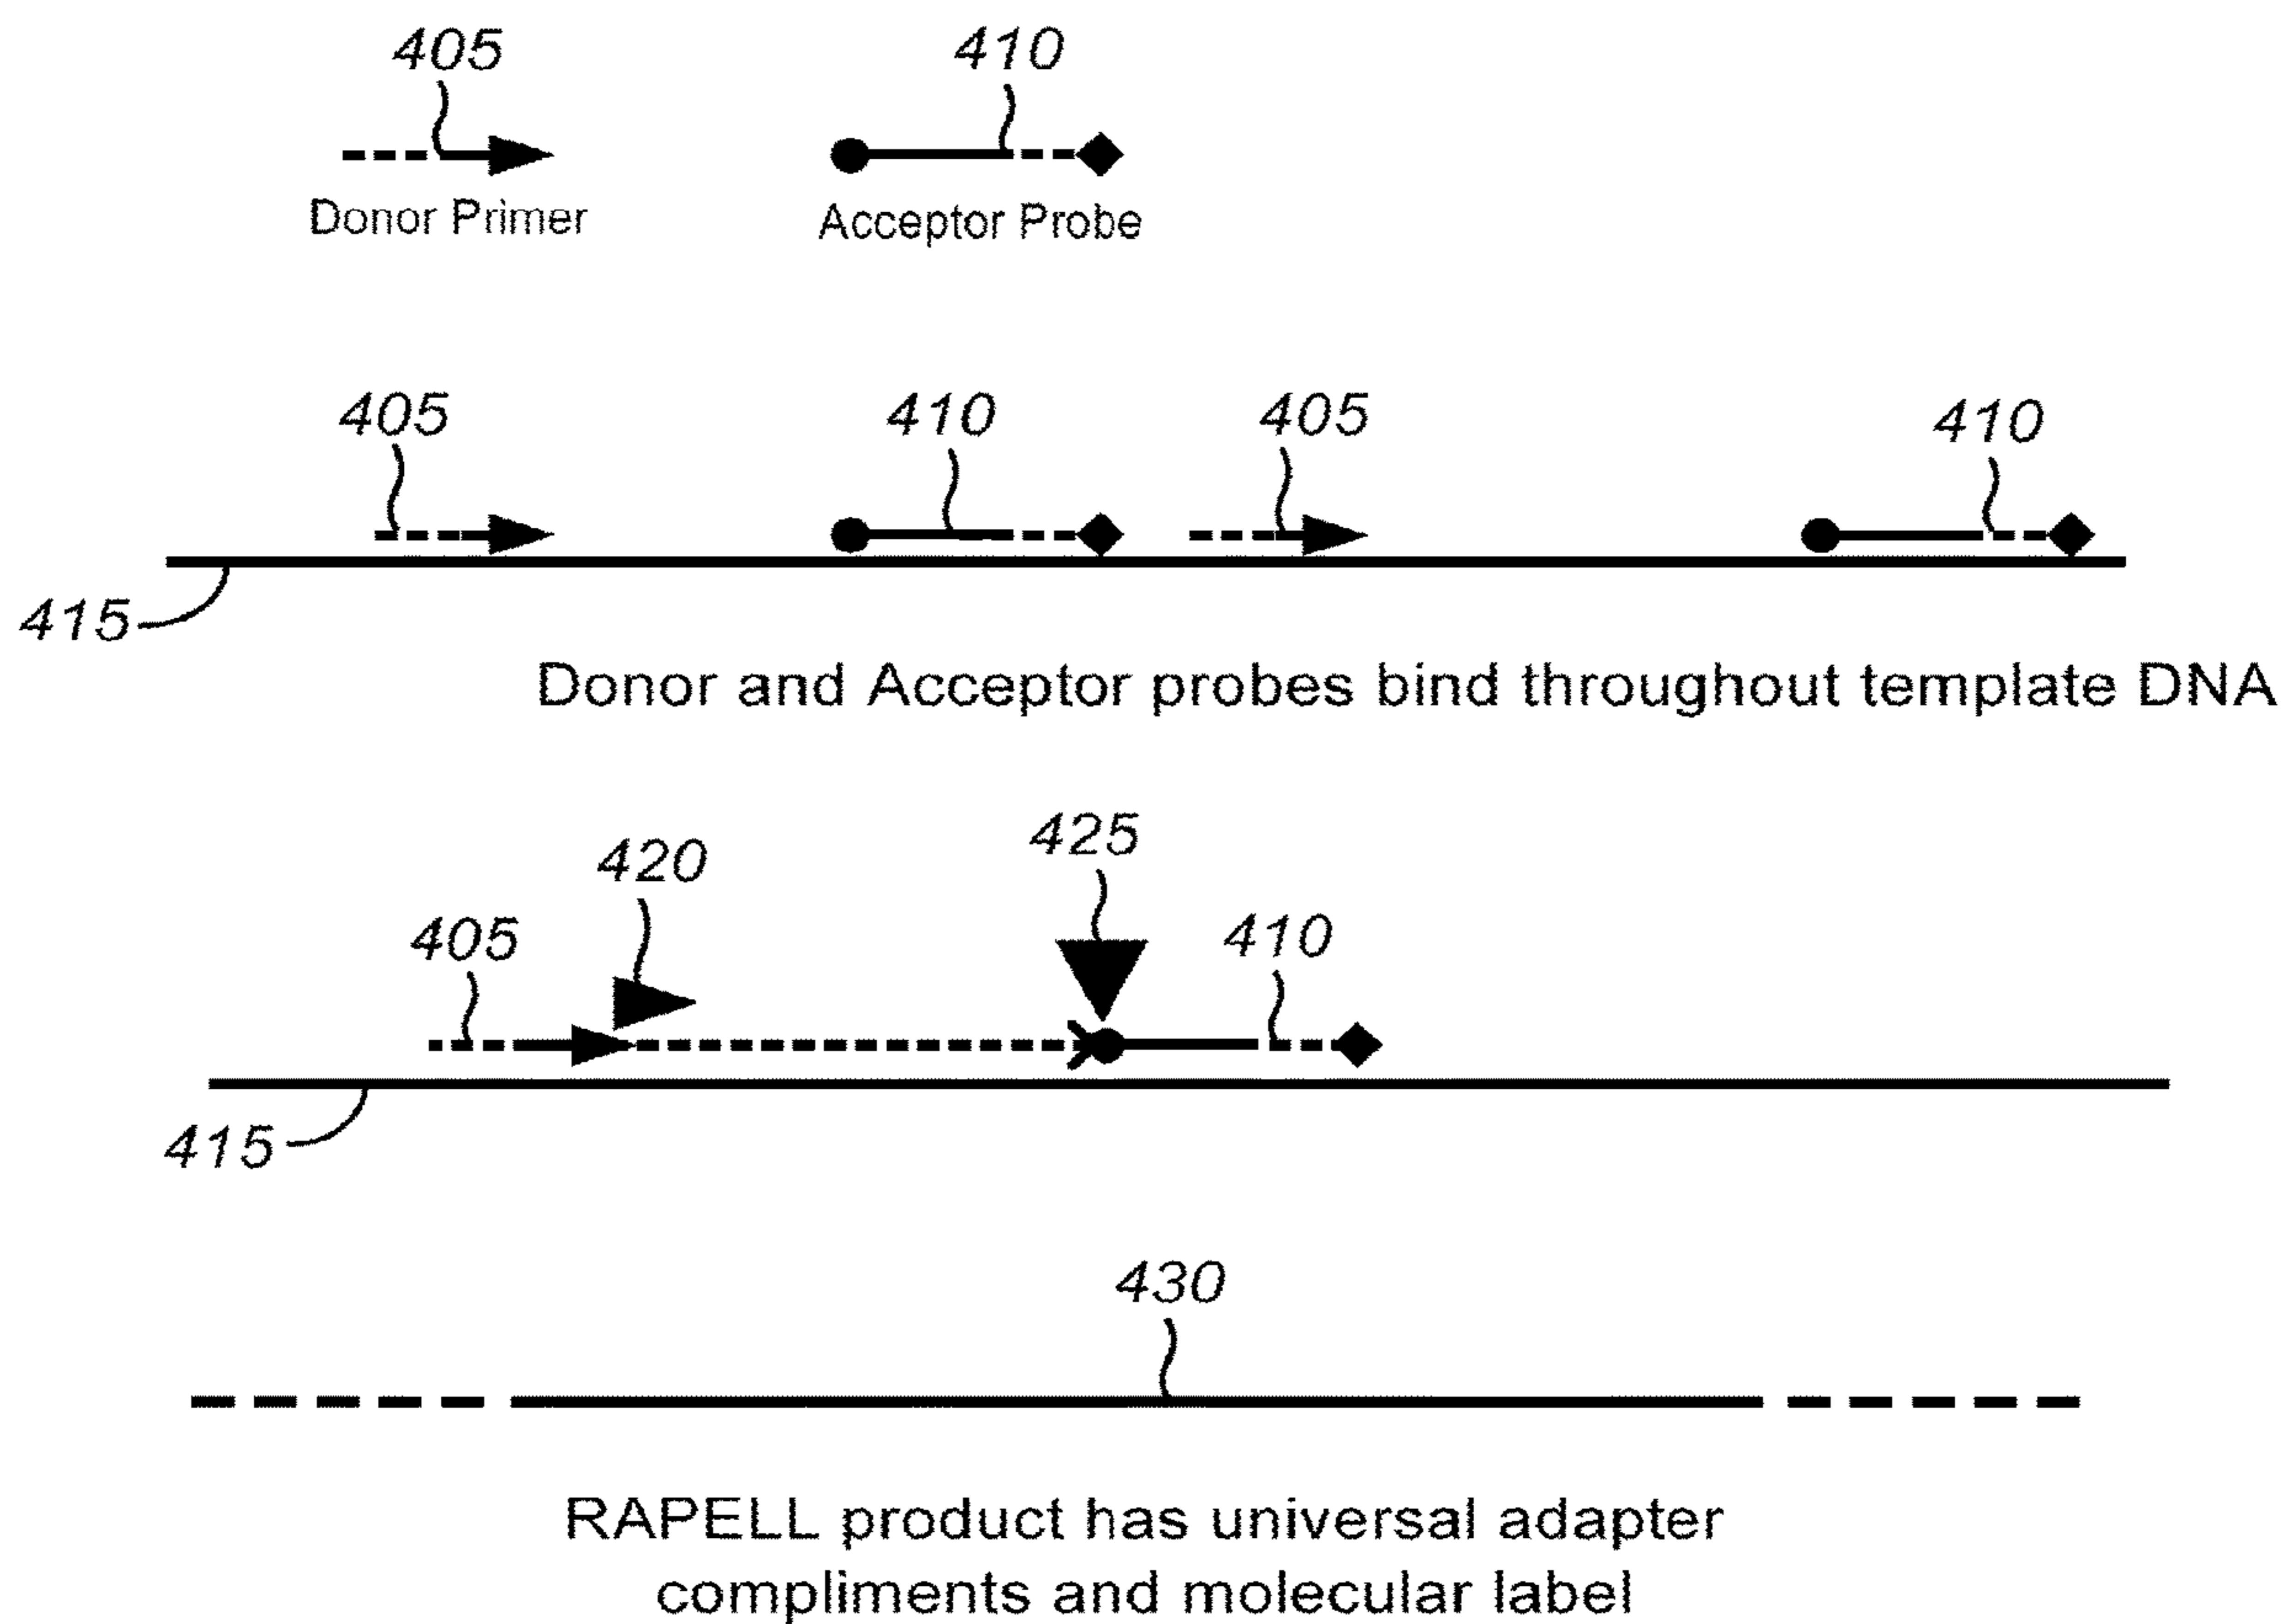 405 410
Donor Primer Acceptor Probe
405 410 405 410
415
Donor and Acceptor probes bind throughout template DNA
420 425
405 410
415
430
RAPELL product has universal adapter
compliments and molecular label